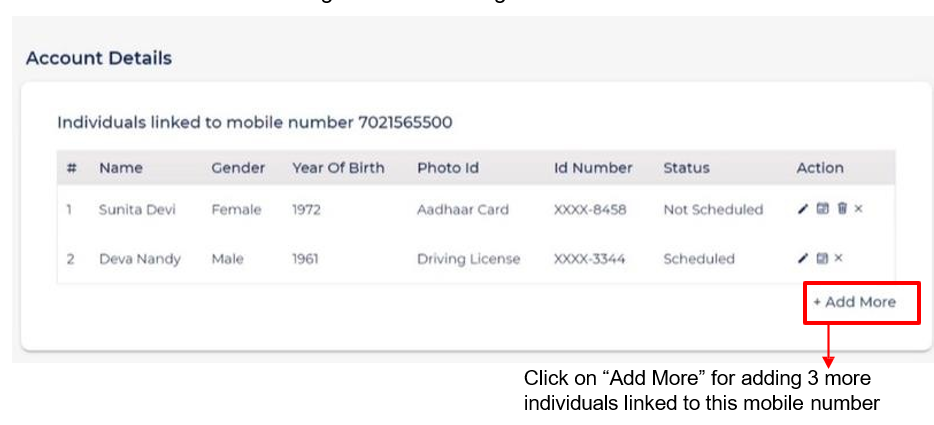 Account Details
Individuals linked to mobile number 7021565500
# Name Gender Year Of Birth Photo Id Id Number Status Action
1 Sunita Devi Female 1972 Aadhaar Card XXXX-8458 Not Scheduled
2 Deva Nandy Male 1961 Driving License XXXX-3344 Scheduled
+ Add More
Click on “Add More” for adding 3 more
individuals linked to this mobile number